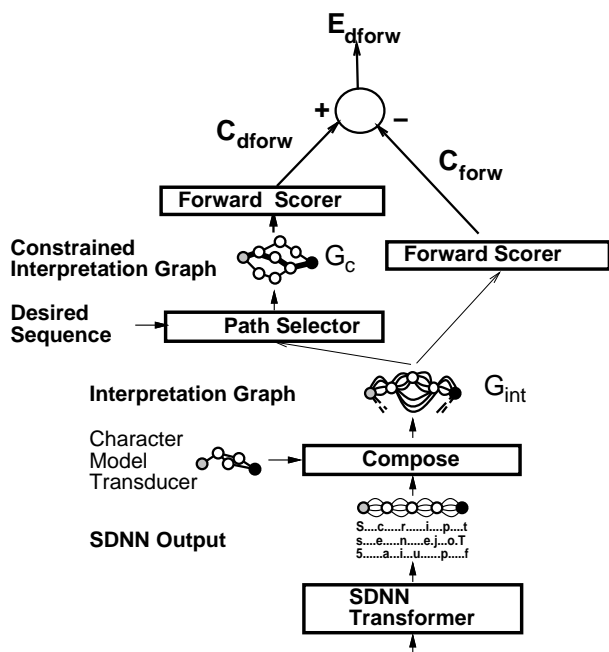 E_dforw
+
−
C_dforw
C_forw
Forward Scorer
Constrained
Interpretation Graph
G_c
Forward Scorer
Desired
Sequence
Path Selector
Interpretation Graph
G_int
Character
Model
Transducer
Compose
SDNN Output
S....c.....r......i....p....t
s....e.....n....e.j...o.T
5.....a...i...u.....p.....f
SDNN
Transformer